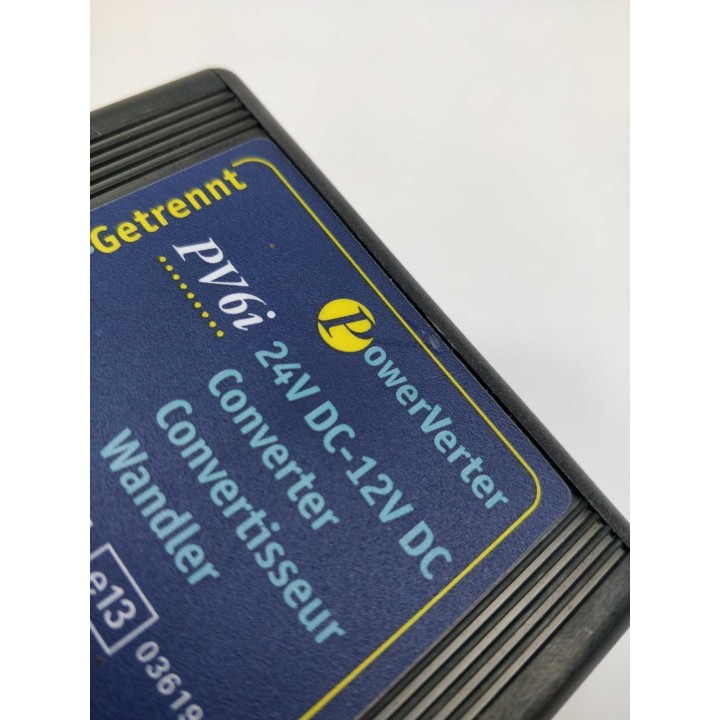 PowerVerter
Getrennt
PV6i
24V DC-12V DC
Converter
Convertisseur
Wandler
e13
03619